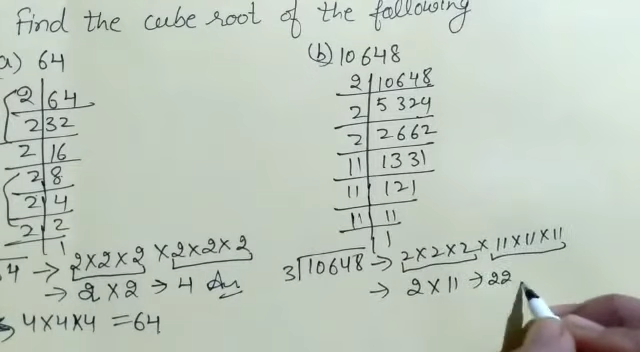 Find the cube root of the following
a) 64
2 64
2 32
2 16
2 8
2 4
2 2
1
4 → 2×2×2 × 2×2×2
→ 2×2 → 4 Ans
4×4×4 = 64
(b) 10648
2 10648
2 5324
2 2662
11 1331
11 121
11 11
1
3√10648 → 2×2×2 × 11×11×11
→ 2×11 → 22